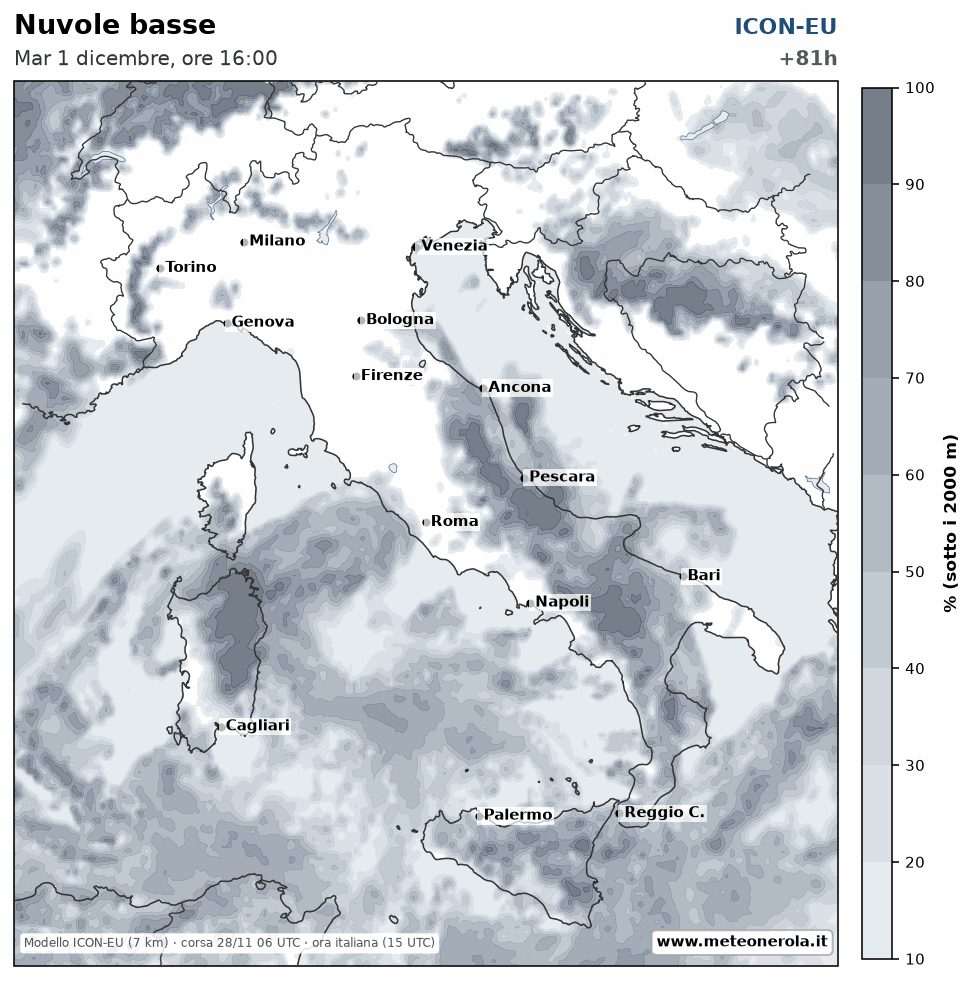 Nuvole basse
ICON-EU
Mar 1 dicembre, ore 16:00
+81h
100
90
80
70
60
50
40
30
20
10
% (sotto i 2000 m)
Milano
Venezia
Torino
Genova
Bologna
Firenze
Ancona
Pescara
Roma
Bari
Napoli
Cagliari
Palermo
Reggio C.
Modello ICON-EU (7 km) · corsa 28/11 06 UTC · ora italiana (15 UTC)
www.meteonerola.it